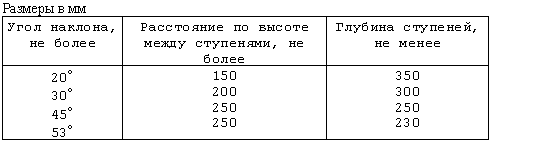 Размеры в мм
Угол наклона, не более | Расстояние по высоте между ступенями, не более | Глубина ступеней, не менее
20° 150 350
30° 200 300
45° 250 250
53° 250 230